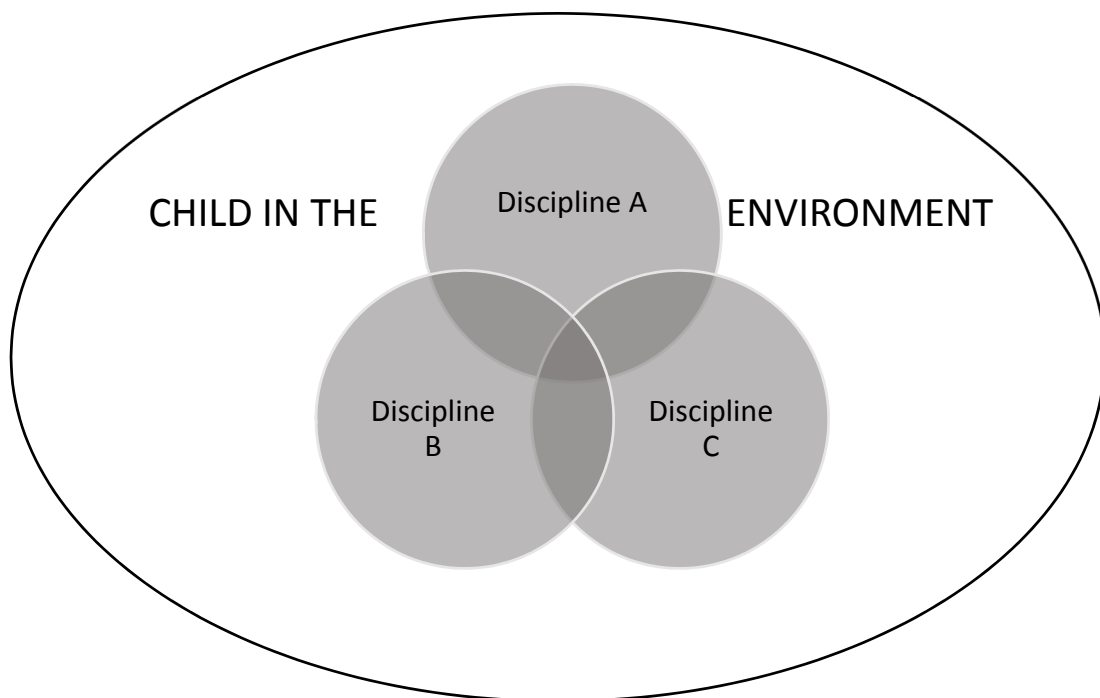 Discipline A
CHILD IN THE ENVIRONMENT
Discipline
B
Discipline
C